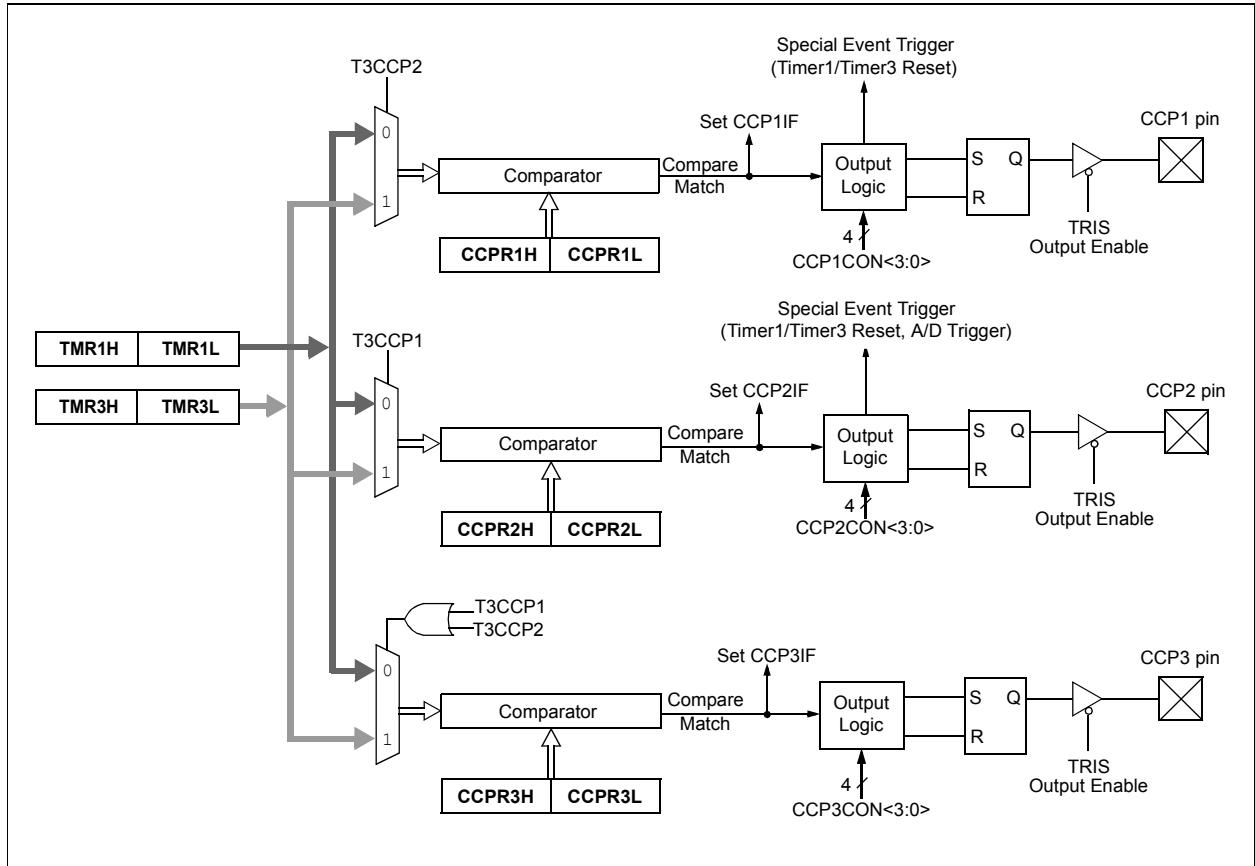 Special Event Trigger
(Timer1/Timer3 Reset)
T3CCP2
0
1
Set CCP1IF
CCP1 pin
Comparator
Compare
Match
Output
Logic
S Q
R
CCPR1H CCPR1L
4
CCP1CON<3:0>
TRIS
Output Enable
TMR1H TMR1L
TMR3H TMR3L
Special Event Trigger
(Timer1/Timer3 Reset, A/D Trigger)
T3CCP1
0
1
Set CCP2IF
CCP2 pin
Comparator
Compare
Match
Output
Logic
S Q
R
CCPR2H CCPR2L
4
CCP2CON<3:0>
TRIS
Output Enable
T3CCP1
T3CCP2
0
1
Set CCP3IF
CCP3 pin
Comparator
Compare
Match
Output
Logic
S Q
R
CCPR3H CCPR3L
4
CCP3CON<3:0>
TRIS
Output Enable